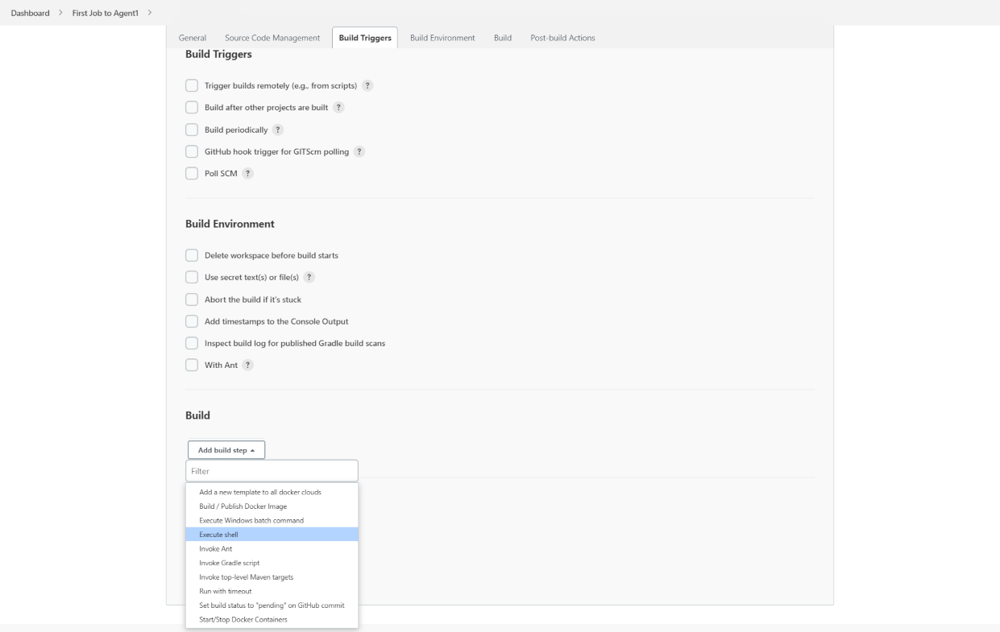 Dashboard > First Job to Agent1 >
General Source Code Management Build Triggers Build Environment Build Post-build Actions
Build Triggers
Trigger builds remotely (e.g., from scripts) ?
Build after other projects are built ?
Build periodically ?
GitHub hook trigger for GITScm polling ?
Poll SCM ?
Build Environment
Delete workspace before build starts
Use secret text(s) or file(s) ?
Abort the build if it's stuck
Add timestamps to the Console Output
Inspect build log for published Gradle build scans
With Ant ?
Build
Add build step
Filter
Add a new template to all docker clouds
Build / Publish Docker Image
Execute Windows batch command
Execute shell
Invoke Ant
Invoke Gradle script
Invoke top-level Maven targets
Run with timeout
Set build status to "pending" on GitHub commit
Start/Stop Docker Containers